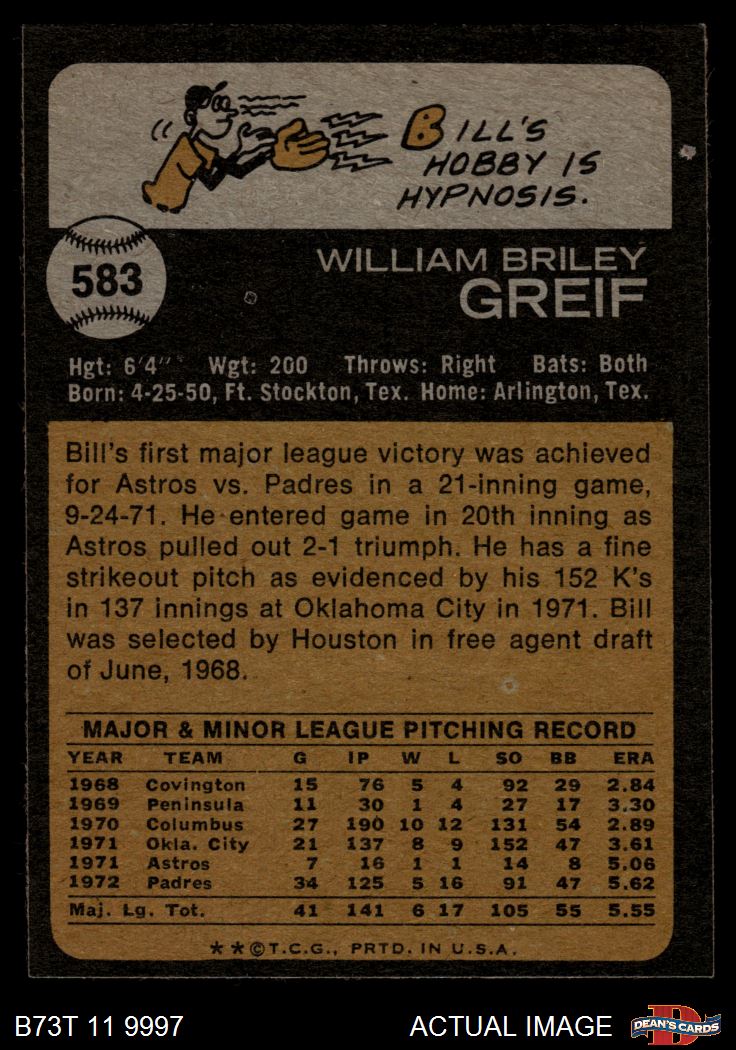 BILL'S
HOBBY IS
HYPNOSIS.
583
WILLIAM BRILEY
GREIF
Hgt: 6'4" Wgt: 200 Throws: Right Bats: Both
Born: 4-25-50, Ft. Stockton, Tex. Home: Arlington, Tex.
Bill's first major league victory was achieved
for Astros vs. Padres in a 21-inning game,
9-24-71. He entered game in 20th inning as
Astros pulled out 2-1 triumph. He has a fine
strikeout pitch as evidenced by his 152 K's
in 137 innings at Oklahoma City in 1971. Bill
was selected by Houston in free agent draft
of June, 1968.
MAJOR & MINOR LEAGUE PITCHING RECORD
YEAR TEAM G IP W L SO BB ERA
1968 Covington 15 76 5 4 92 29 2.84
1969 Peninsula 11 30 1 4 27 17 3.30
1970 Columbus 27 190 10 12 131 54 2.89
1971 Okla. City 21 137 8 9 152 47 3.61
1971 Astros 7 16 1 1 14 8 5.06
1972 Padres 34 125 5 16 91 47 5.62
Maj. Lg. Tot. 41 141 6 17 105 55 5.55
**©T.C.G., PRTD. IN U.S.A.
B73T 11 9997 ACTUAL IMAGE D DEAN'S CARDS